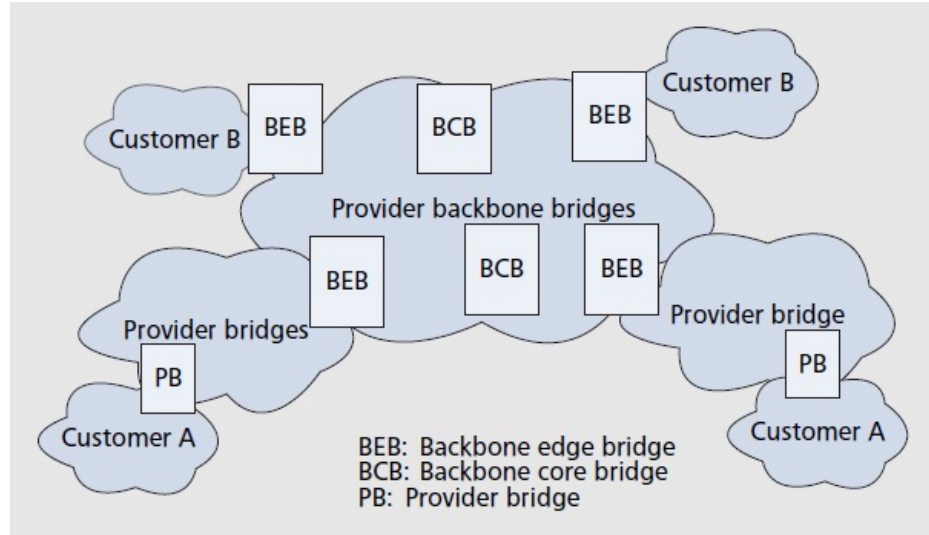 Customer B
BEB
BCB
BEB
Customer B
Provider backbone bridges
BEB
BCB
BEB
Provider bridges
Provider bridge
PB
PB
Customer A
Customer A
BEB: Backbone edge bridge
BCB: Backbone core bridge
PB: Provider bridge